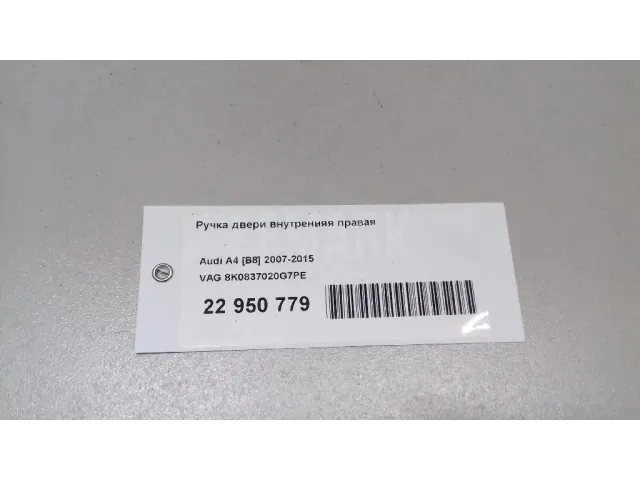 Ручка двери внутренняя правая
Audi A4 [B8] 2007-2015
VAG 8K0837020G7PE
22 950 779